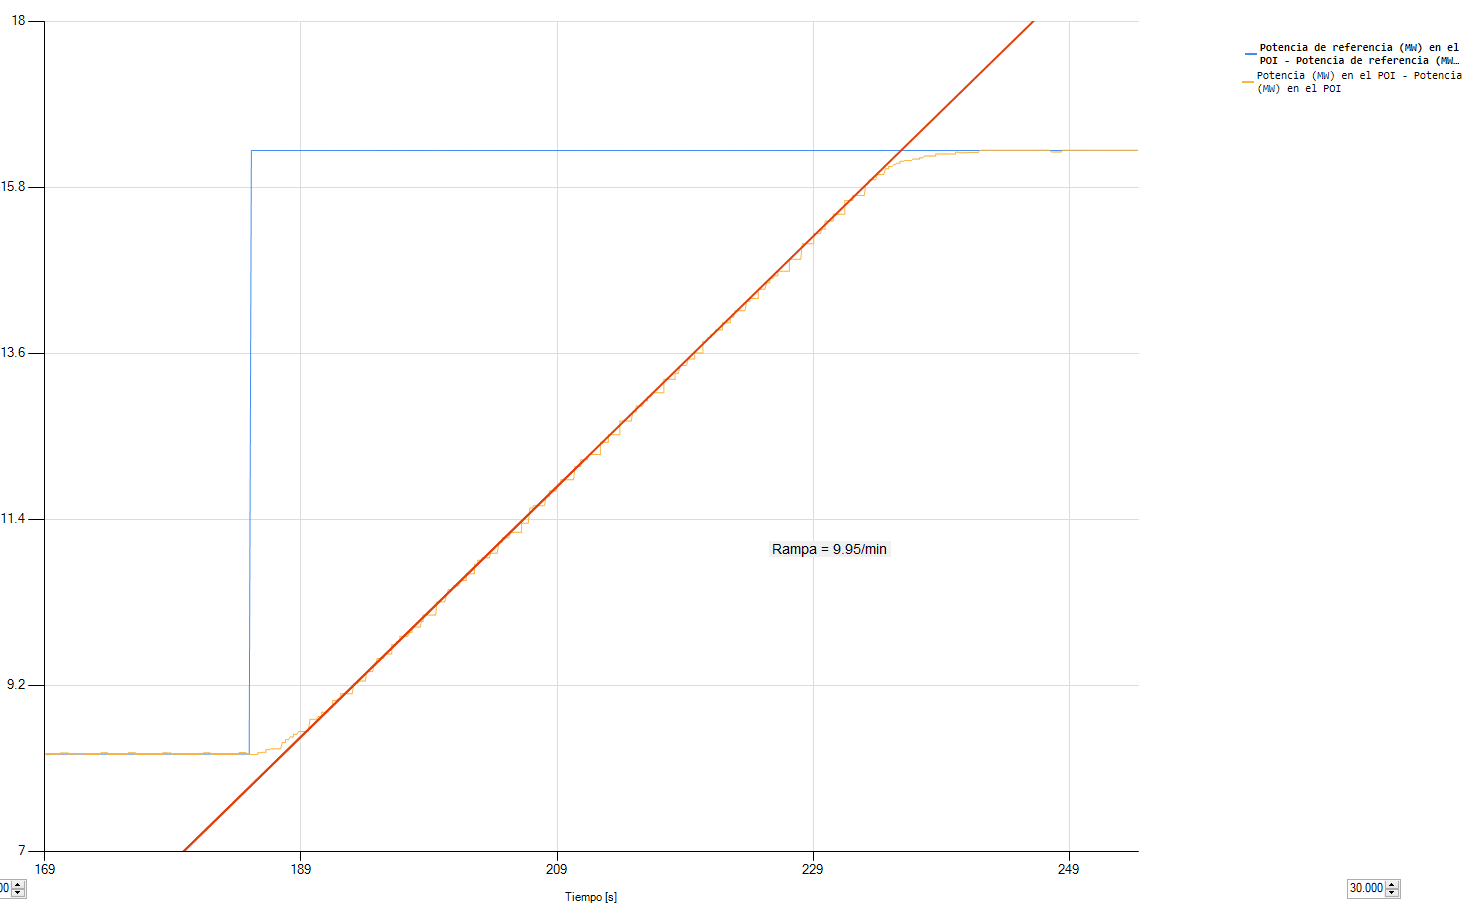 18
15.8
13.6
11.4
9.2
7
169
189
209
229
249
Tiempo [s]
Rampa = 9.95/min
Potencia de referencia (MW) en el
POI - Potencia de referencia (MW…
Potencia (MW) en el POI - Potencia
(MW) en el POI
00
30.000